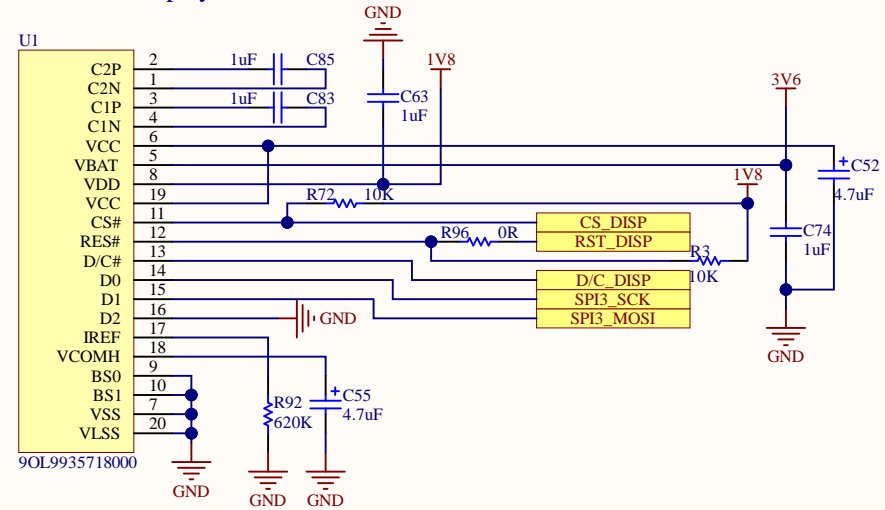 GND
U1
C2P 2 1uF C85 1V8
C2N 1
C1P 3 1uF C83 C63 1uF 3V6
C1N 4
VCC 6
VBAT 5 C52 4.7uF
VDD 8 1V8
VCC 19 R72 10K
CS# 11 CS_DISP C74 1uF
RES# 12 R96 0R RST_DISP
D/C# 13 R3 10K
D0 14 D/C_DISP
D1 15 SPI3_SCK
D2 16 GND SPI3_MOSI
IREF 17
VCOMH 18 GND
BS0 9
BS1 10 R92 620K C55 4.7uF
VSS 7
VLSS 20
9OL9935718000
GND GND GND